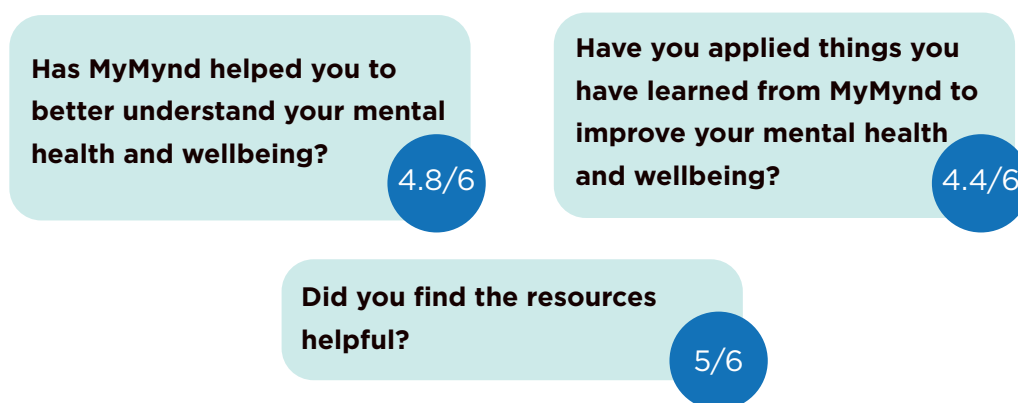 Has MyMynd helped you to
better understand your mental
health and wellbeing?
4.8/6
Have you applied things you
have learned from MyMynd to
improve your mental health
and wellbeing?
4.4/6
Did you find the resources
helpful?
5/6